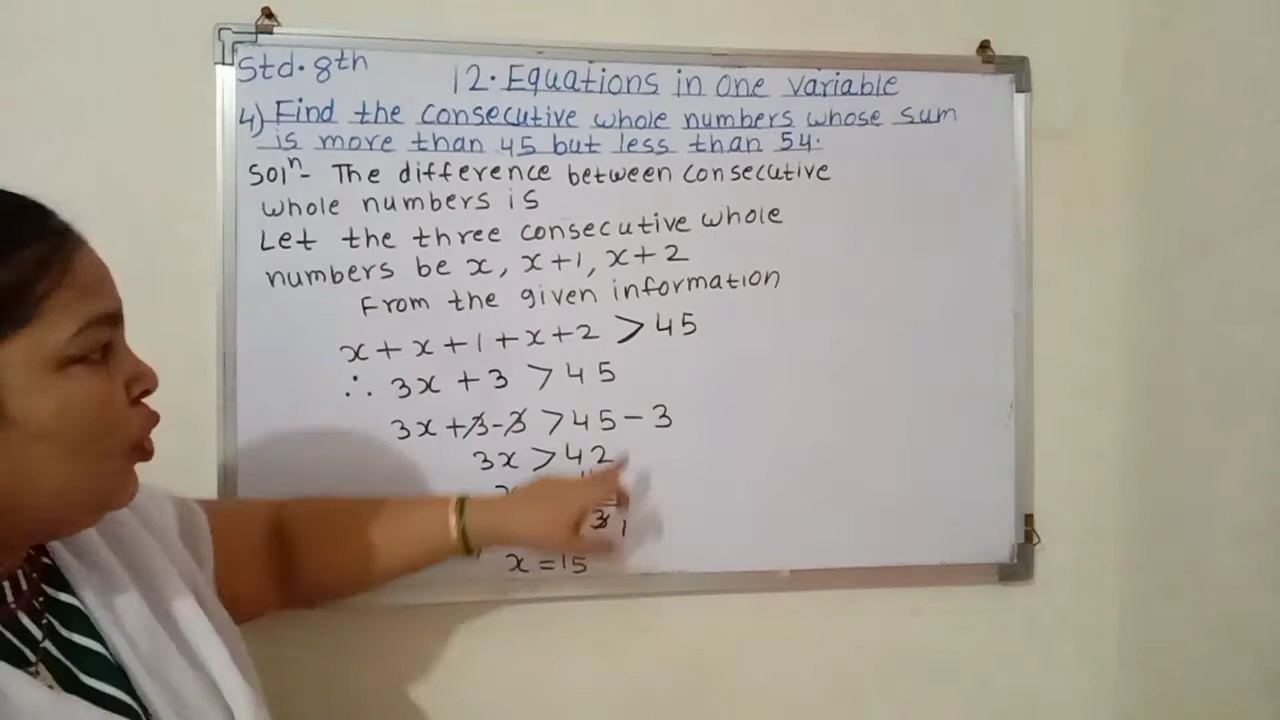 Std. 8th
12. Equations in one variable
4) Find the consecutive whole numbers whose sum
is more than 45 but less than 54.
Solⁿ- The difference between consecutive
whole numbers is
Let the three consecutive whole
numbers be x, x+1, x+2
From the given information
x+x+1+x+2 > 45
∴ 3x+3 > 45
3x+3-3 > 45-3
3x > 42
3 1
x = 15